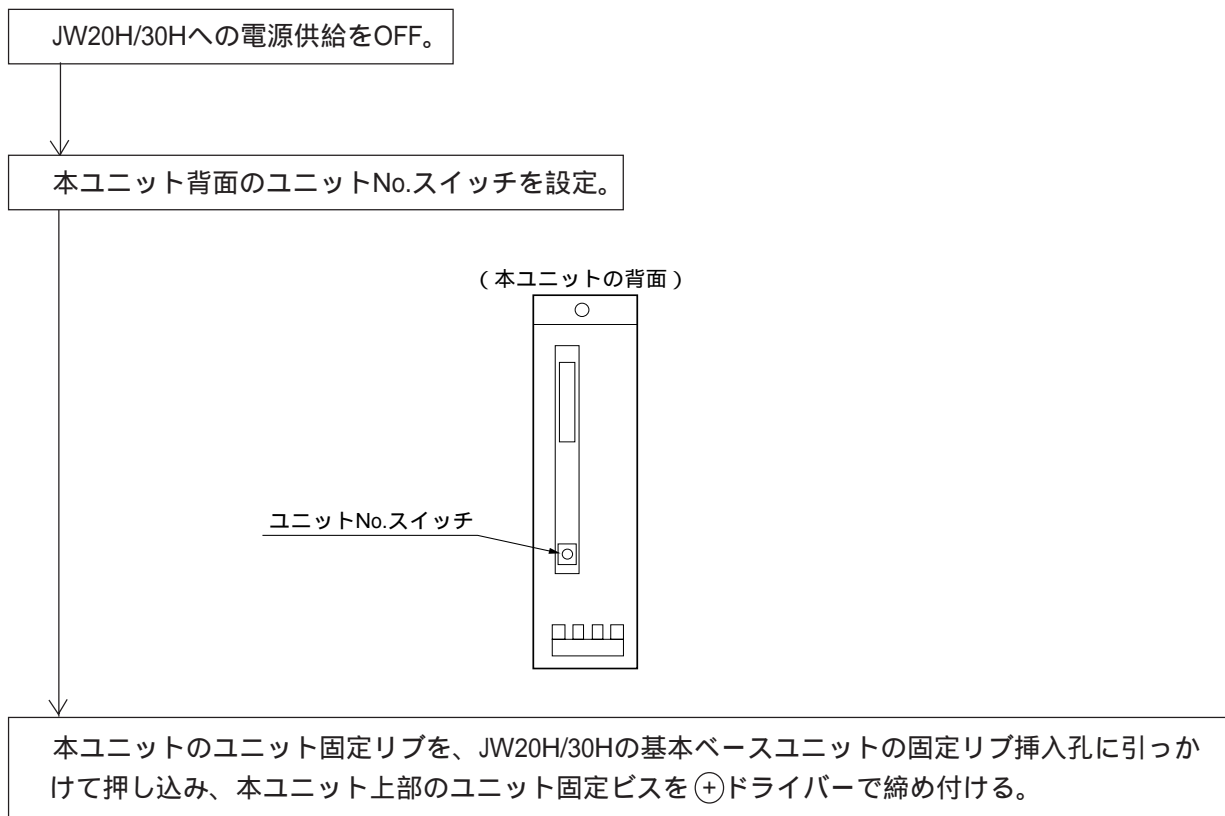 JW20H/30Hへの電源供給をOFF。
本ユニット背面のユニットNo.スイッチを設定。
(本ユニットの背面)
ユニットNo.スイッチ
本ユニットのユニット固定リブを、JW20H/30Hの基本ベースユニットの固定リブ挿入孔に引っか
けて押し込み、本ユニット上部のユニット固定ビスを⊕ドライバーで締め付ける。